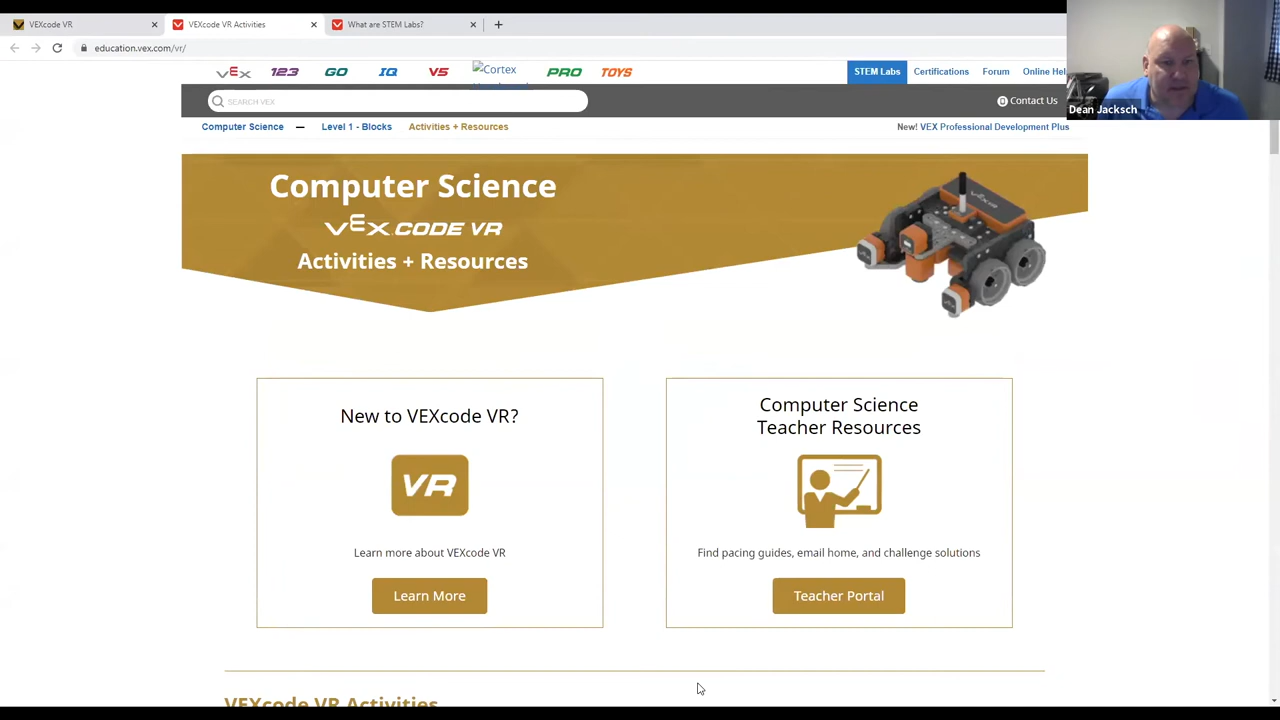 VEXcode VR
VEXcode VR Activities
What are STEM Labs?
education.vex.com/vr/
VEX 123 GO IQ V5 Cortex PRO TOYS
STEM Labs Certifications Forum Online Hel
SEARCH VEX
Contact Us
Computer Science — Level 1 - Blocks Activities + Resources
New! VEX Professional Development Plus
Dean Jacksch
Computer Science
VEXCODE VR
Activities + Resources
New to VEXcode VR?
VR
Learn more about VEXcode VR
Learn More
Computer Science
Teacher Resources
Find pacing guides, email home, and challenge solutions
Teacher Portal
VEXcode VR Activities